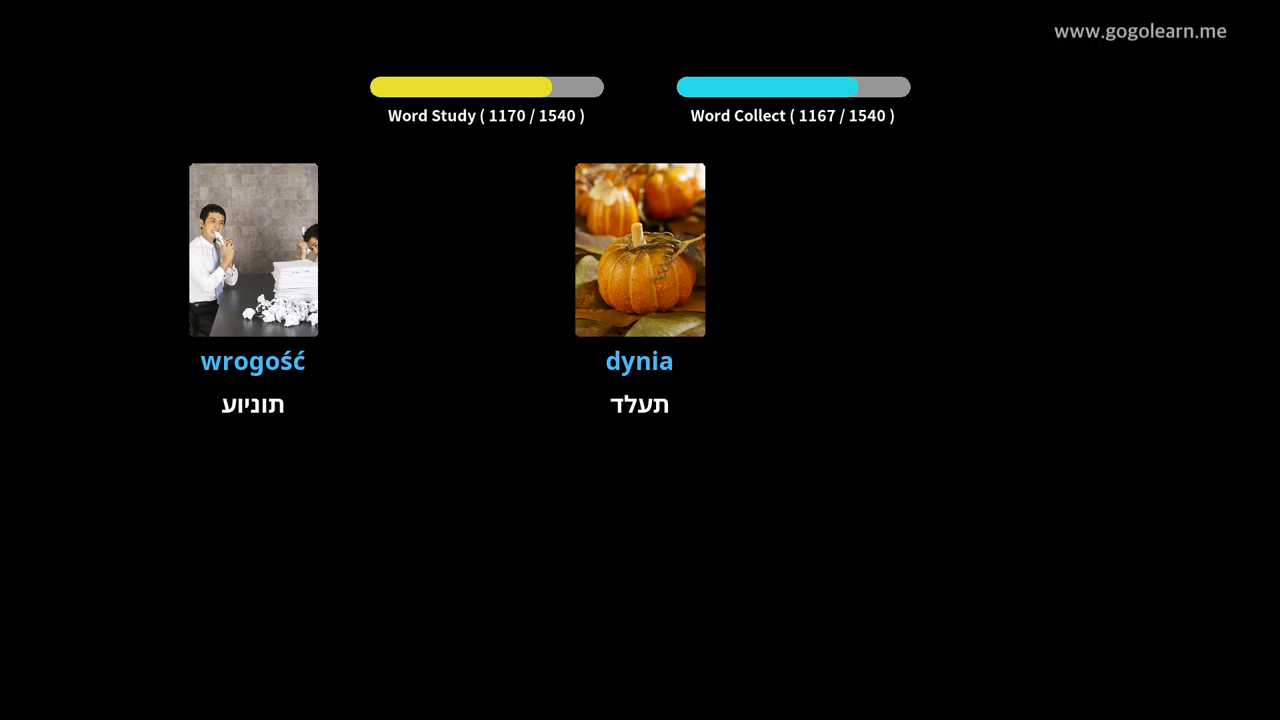 www.gogolearn.me
Word Study ( 1170 / 1540 )
Word Collect ( 1167 / 1540 )
wrogość
תוניוע
dynia
תעלד